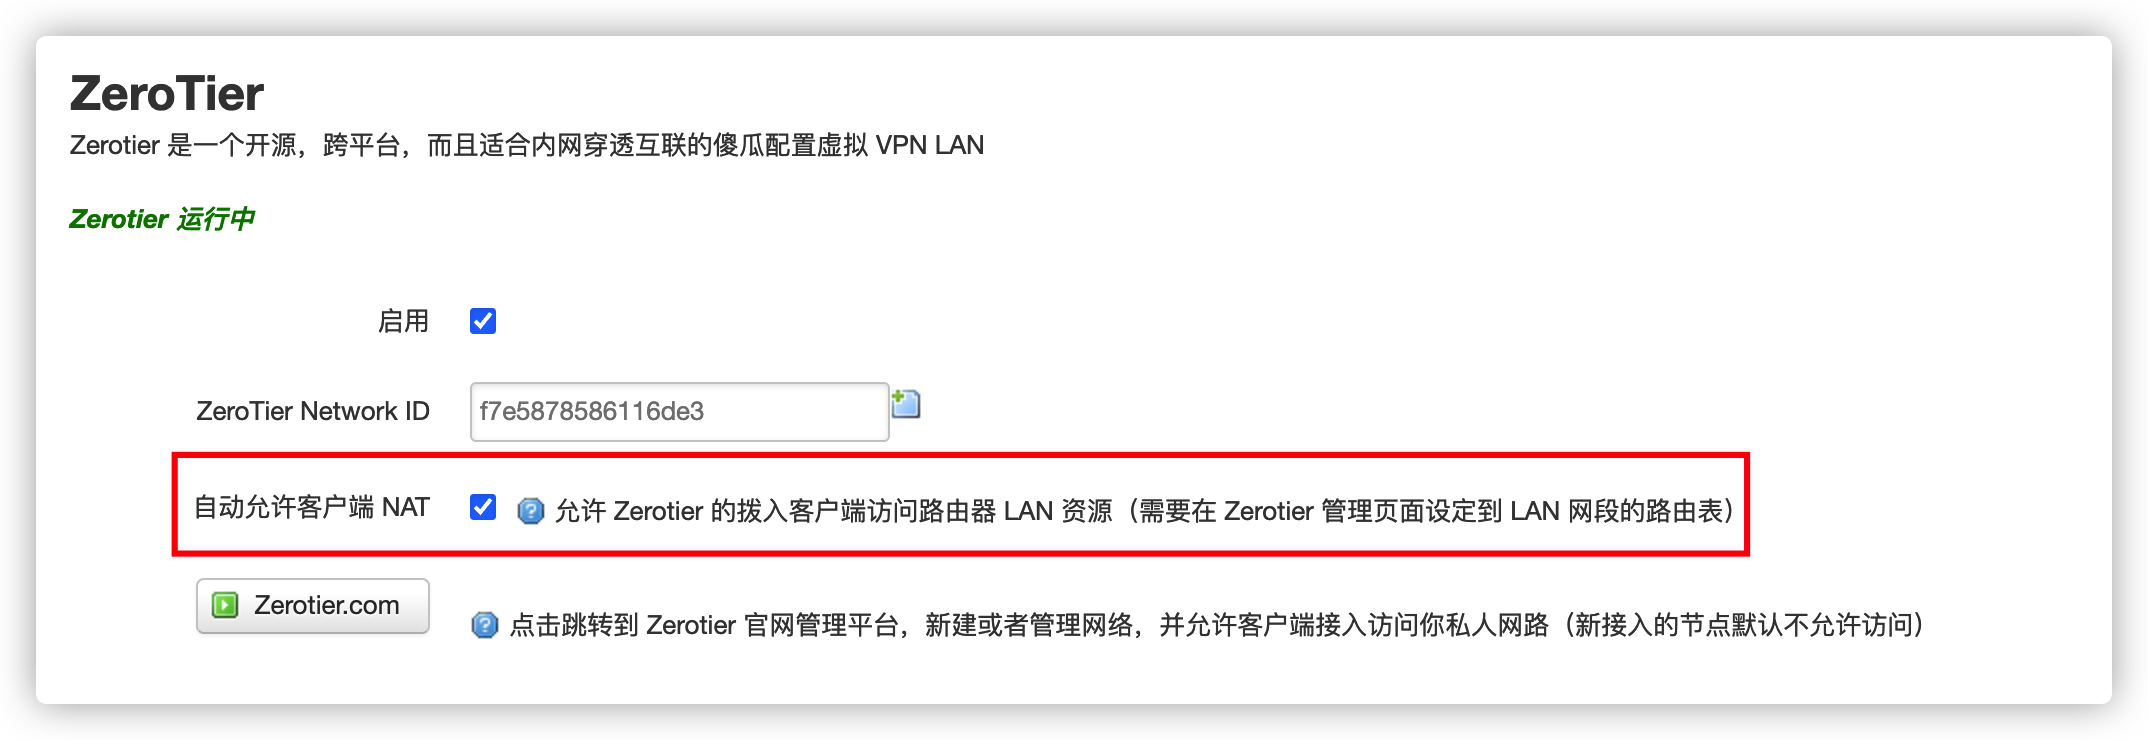 ZeroTier
Zerotier 是一个开源，跨平台，而且适合内网穿透互联的傻瓜配置虚拟 VPN LAN
Zerotier 运行中
启用
ZeroTier Network ID f7e5878586116de3
自动允许客户端 NAT 允许 Zerotier 的拨入客户端访问路由器 LAN 资源（需要在 Zerotier 管理页面设定到 LAN 网段的路由表）
Zerotier.com 点击跳转到 Zerotier 官网管理平台，新建或者管理网络，并允许客户端接入访问你私人网路（新接入的节点默认不允许访问）